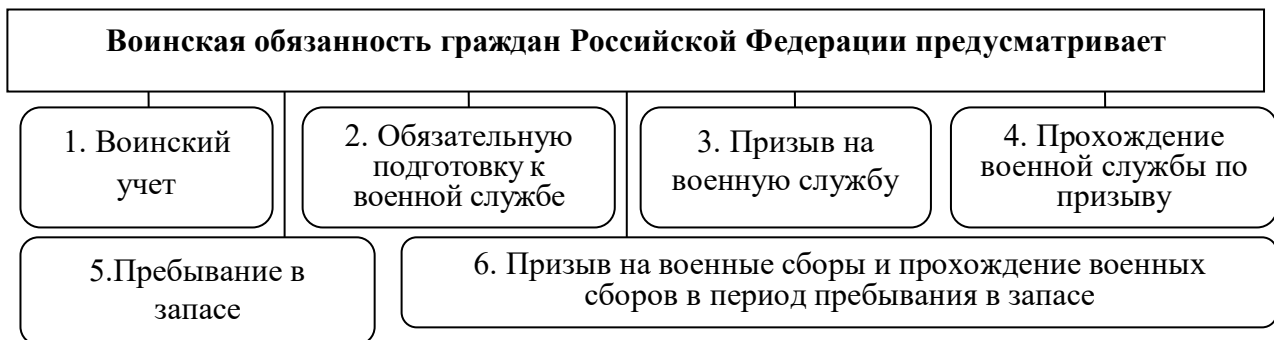 Воинская обязанность граждан Российской Федерации предусматривает
1. Воинский
учет
2. Обязательную
подготовку к
военной службе
3. Призыв на
военную службу
4. Прохождение
военной службы по
призыву
5.Пребывание в
запасе
6. Призыв на военные сборы и прохождение военных
сборов в период пребывания в запасе